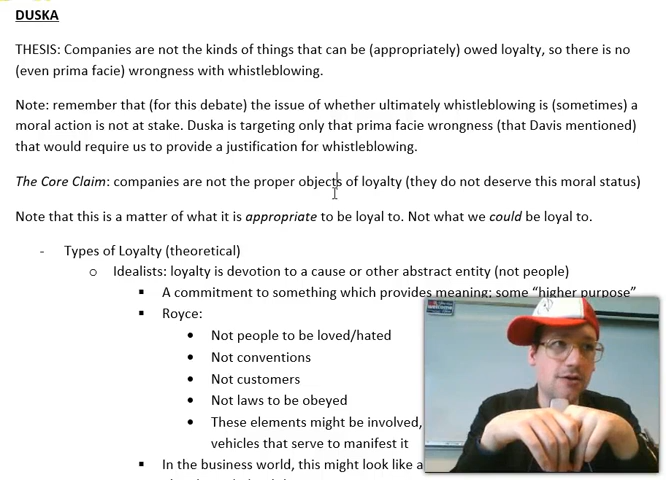 DUSKA
THESIS: Companies are not the kinds of things that can be (appropriately) owed loyalty, so there is no
(even prima facie) wrongness with whistleblowing.
Note: remember that (for this debate) the issue of whether ultimately whistleblowing is (sometimes) a
moral action is not at stake. Duska is targeting only that prima facie wrongness (that Davis mentioned)
that would require us to provide a justification for whistleblowing.
The Core Claim: companies are not the proper objects of loyalty (they do not deserve this moral status)
Note that this is a matter of what it is appropriate to be loyal to. Not what we could be loyal to.
- Types of Loyalty (theoretical)
o Idealists: loyalty is devotion to a cause or other abstract entity (not people)
▪ A commitment to something which provides meaning: some “higher purpose”
▪ Royce:
• Not people to be loved/hated
• Not conventions
• Not customers
• Not laws to be obeyed
• These elements might be involved,
vehicles that serve to manifest it
▪ In the business world, this might look like a